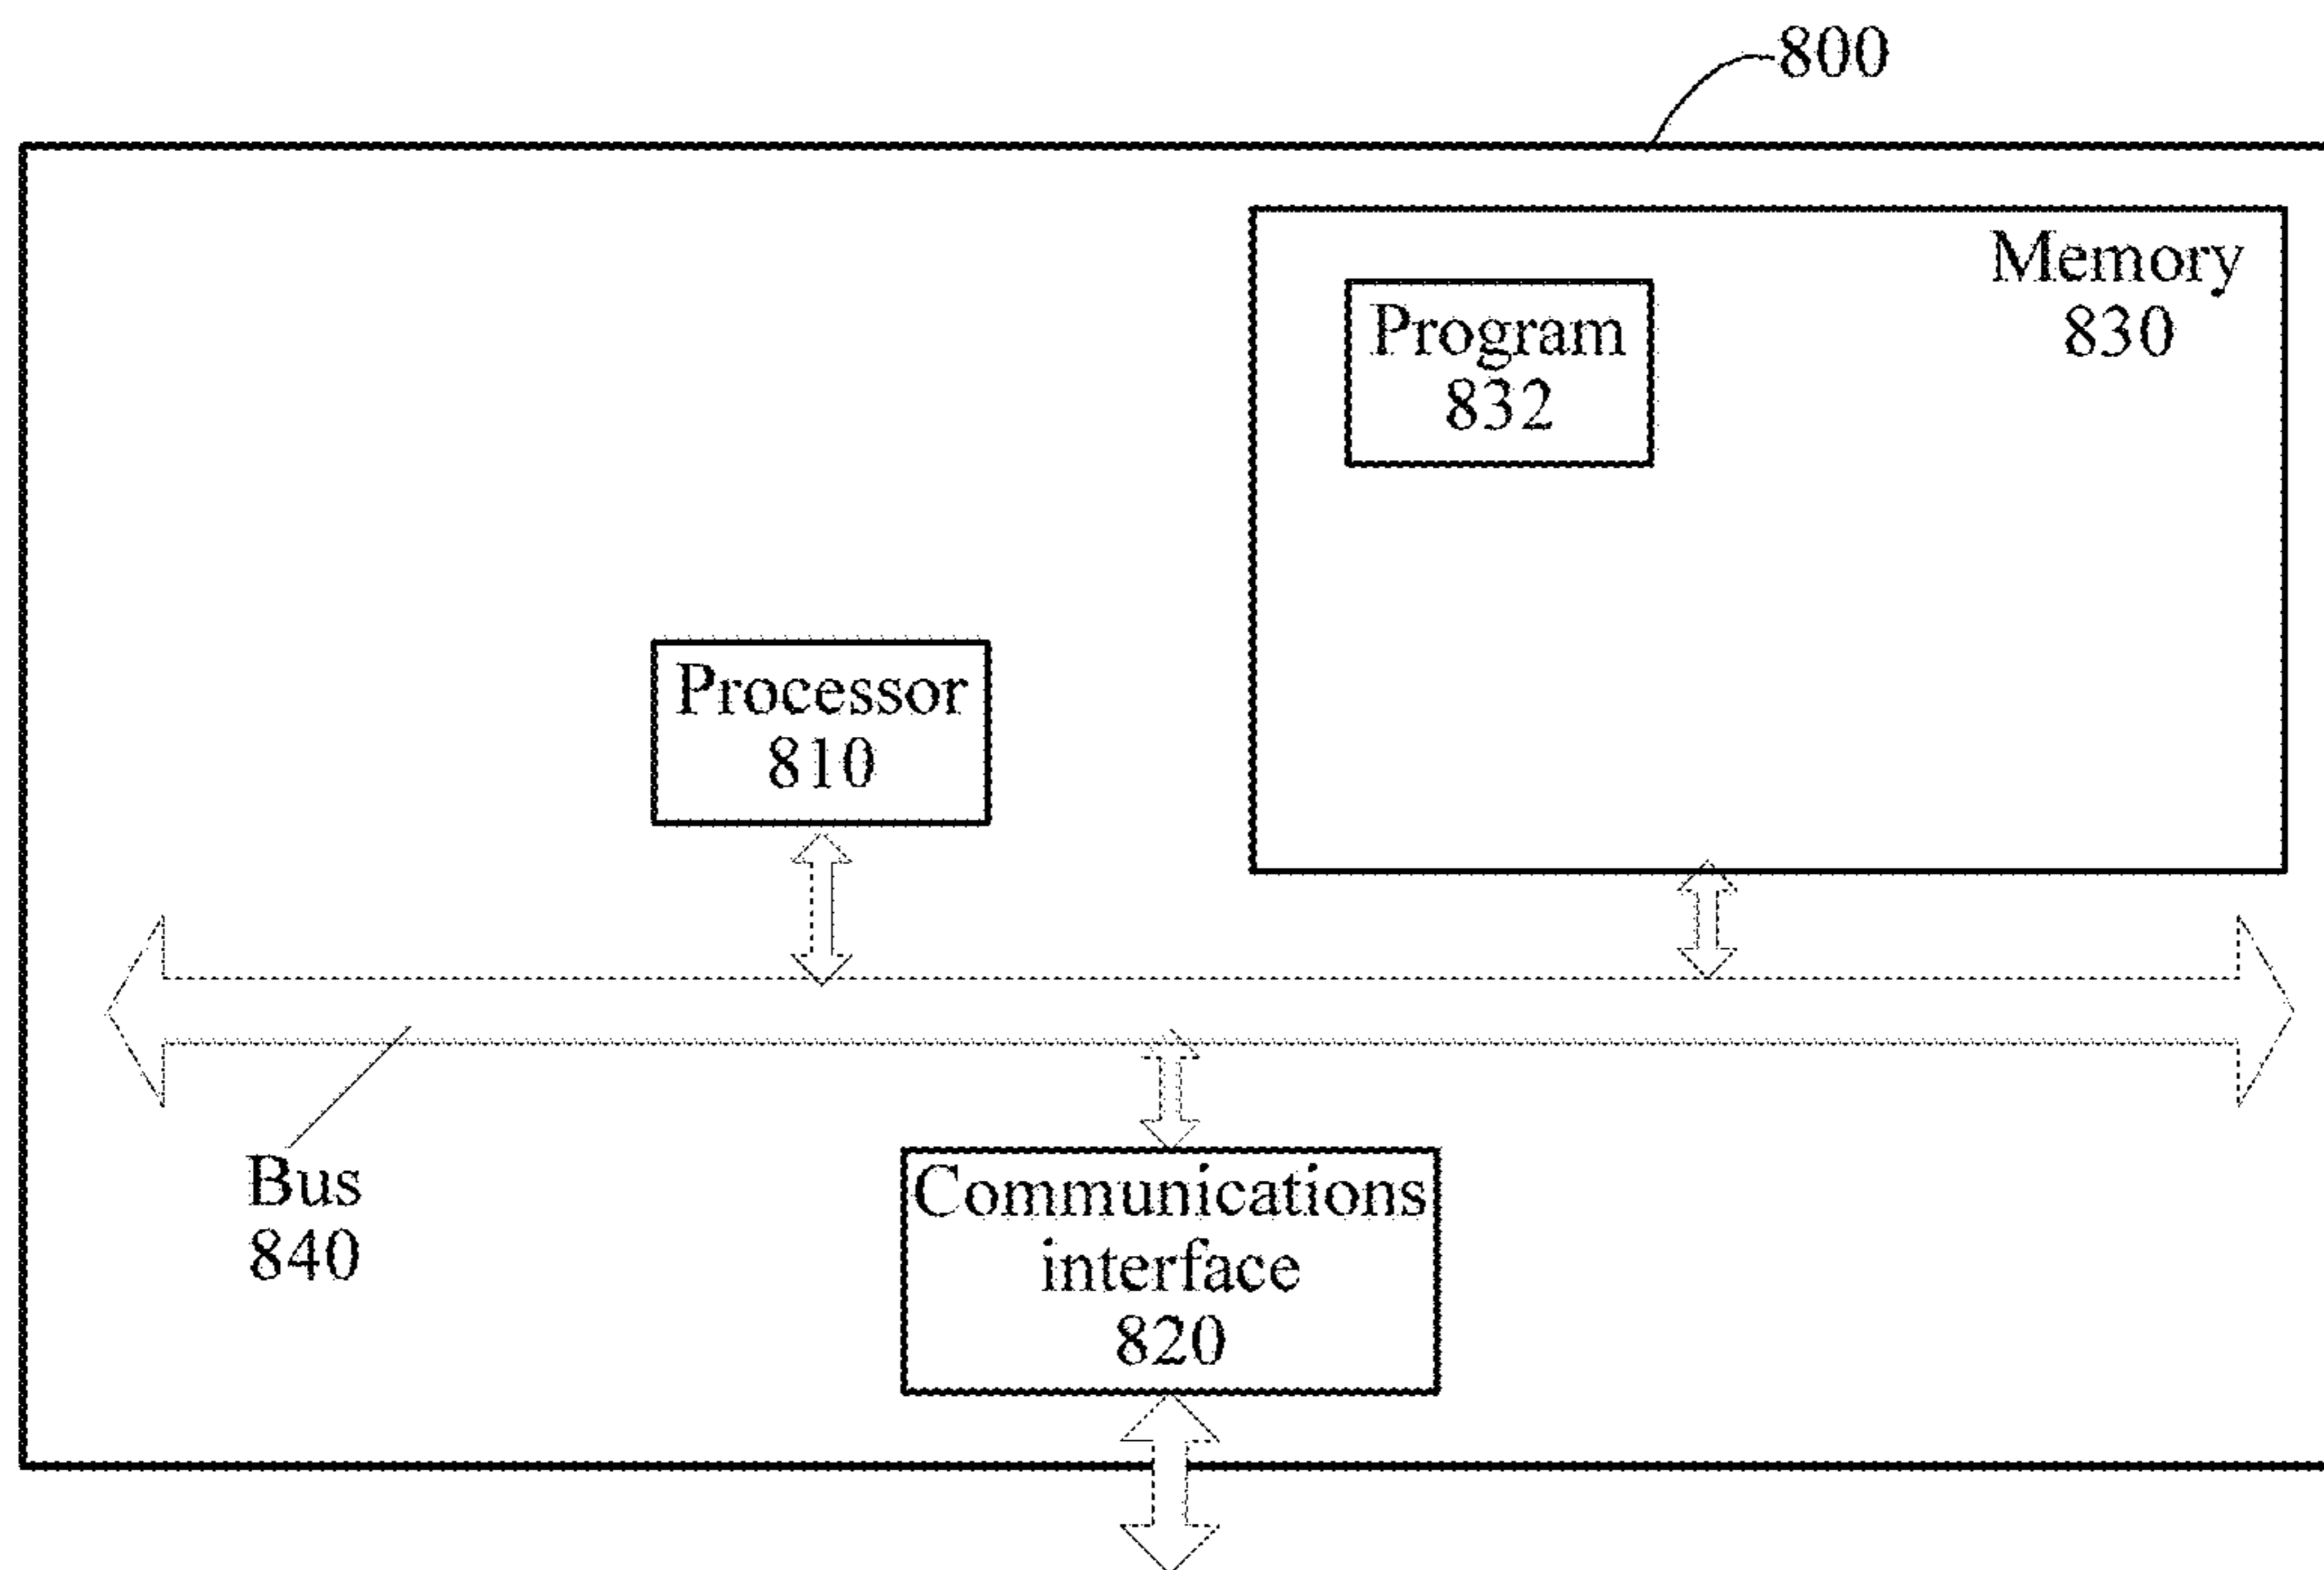 800
Memory
830
Program
832
Processor
810
Bus
840
Communications
interface
820